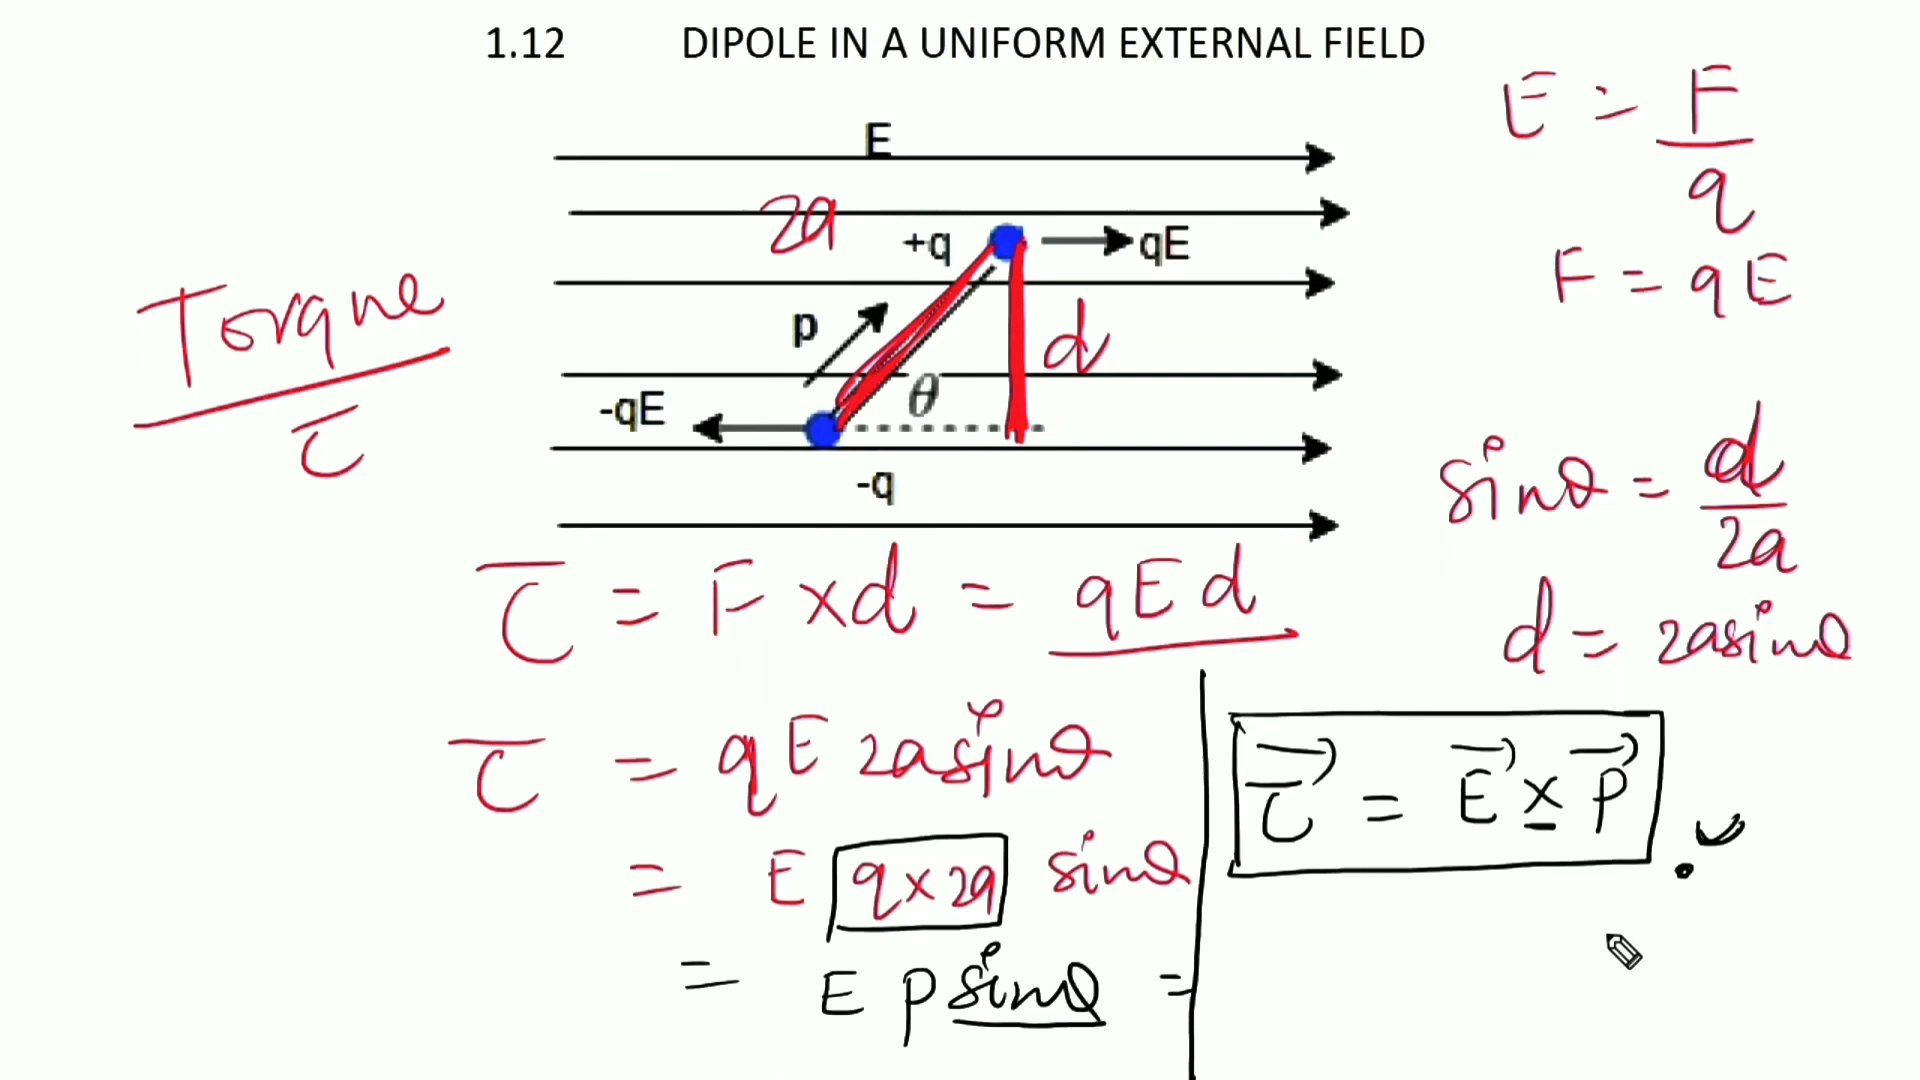 1.12 DIPOLE IN A UNIFORM EXTERNAL FIELD
E
2a
+q
qE
p
d
θ
-qE
-q
Torque
τ
E = F/q
F = qE
sinθ = d/2a
d = 2asinθ
τ = F × d = qEd
τ = qE 2asinθ
= E q×2a sinθ
= E p sinθ =
τ⃗ = E⃗ × P⃗